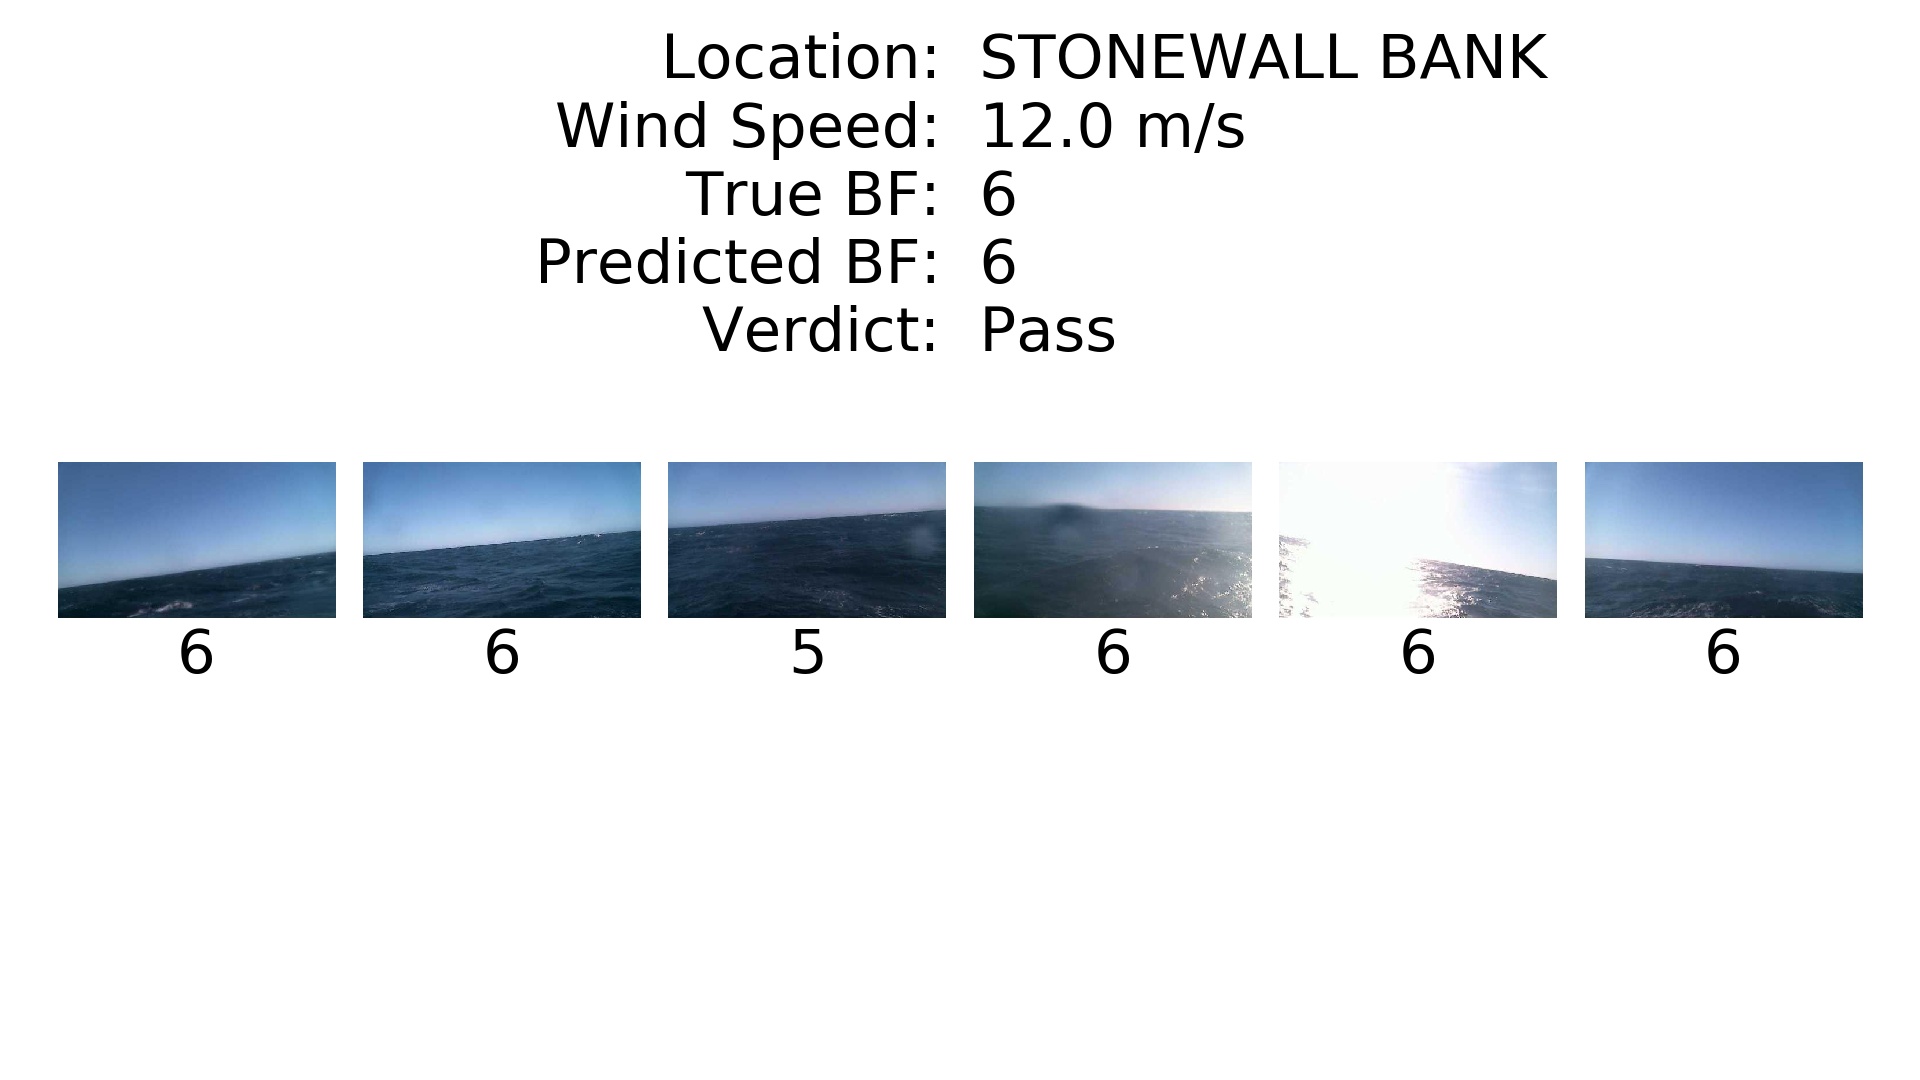 Location: STONEWALL BANK
Wind Speed: 12.0 m/s
True BF: 6
Predicted BF: 6
Verdict: Pass
6 6 5 6 6 6